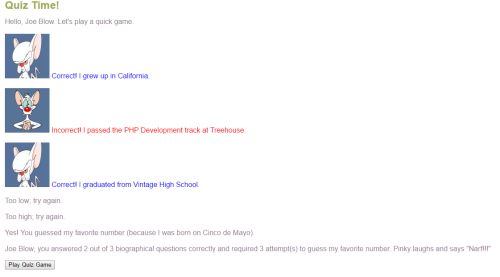 Quiz Time!
Hello, Joe Blow. Let's play a quick game.
Correct! I grew up in California.
Incorrect! I passed the PHP Development track at Treehouse.
Correct! I graduated from Vintage High School.
Too low; try again.
Too high; try again.
Yes! You guessed my favorite number (because I was born on Cinco de Mayo).
Joe Blow, you answered 2 out of 3 biographical questions correctly and required 3 attempt(s) to guess my favorite number. Pinky laughs and says "Narf!!!"
Play Quiz Game